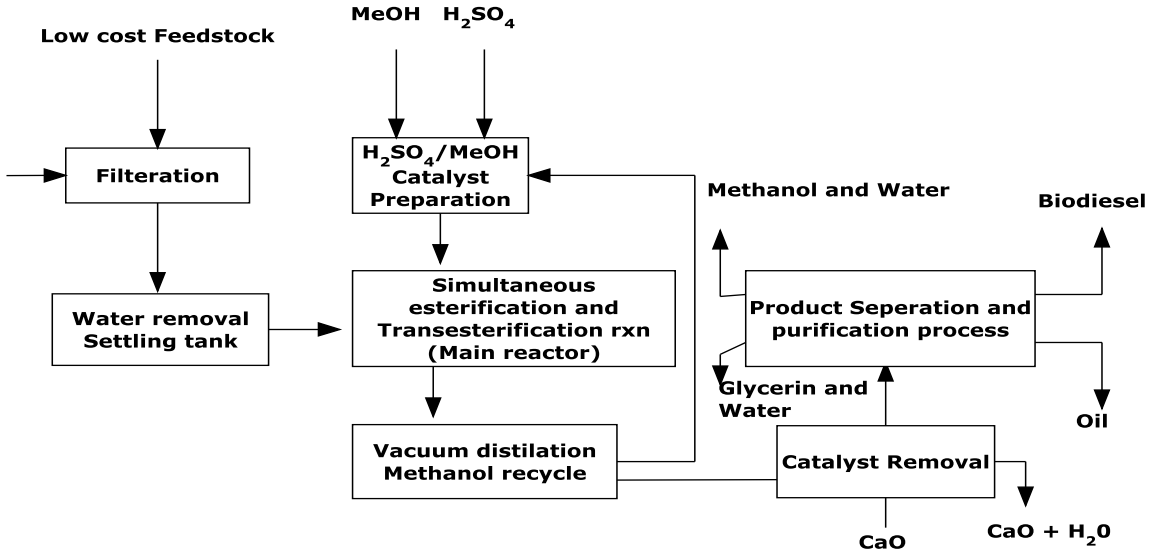 Low cost Feedstock
MeOH H₂SO₄
Filteration
H₂SO₄/MeOH
Catalyst
Preparation
Water removal
Settling tank
Simultaneous
esterification and
Transesterification rxn
(Main reactor)
Vacuum distilation
Methanol recycle
Methanol and Water
Biodiesel
Product Seperation and
purification process
Glycerin and
Water
Oil
Catalyst Removal
CaO
CaO + H₂0